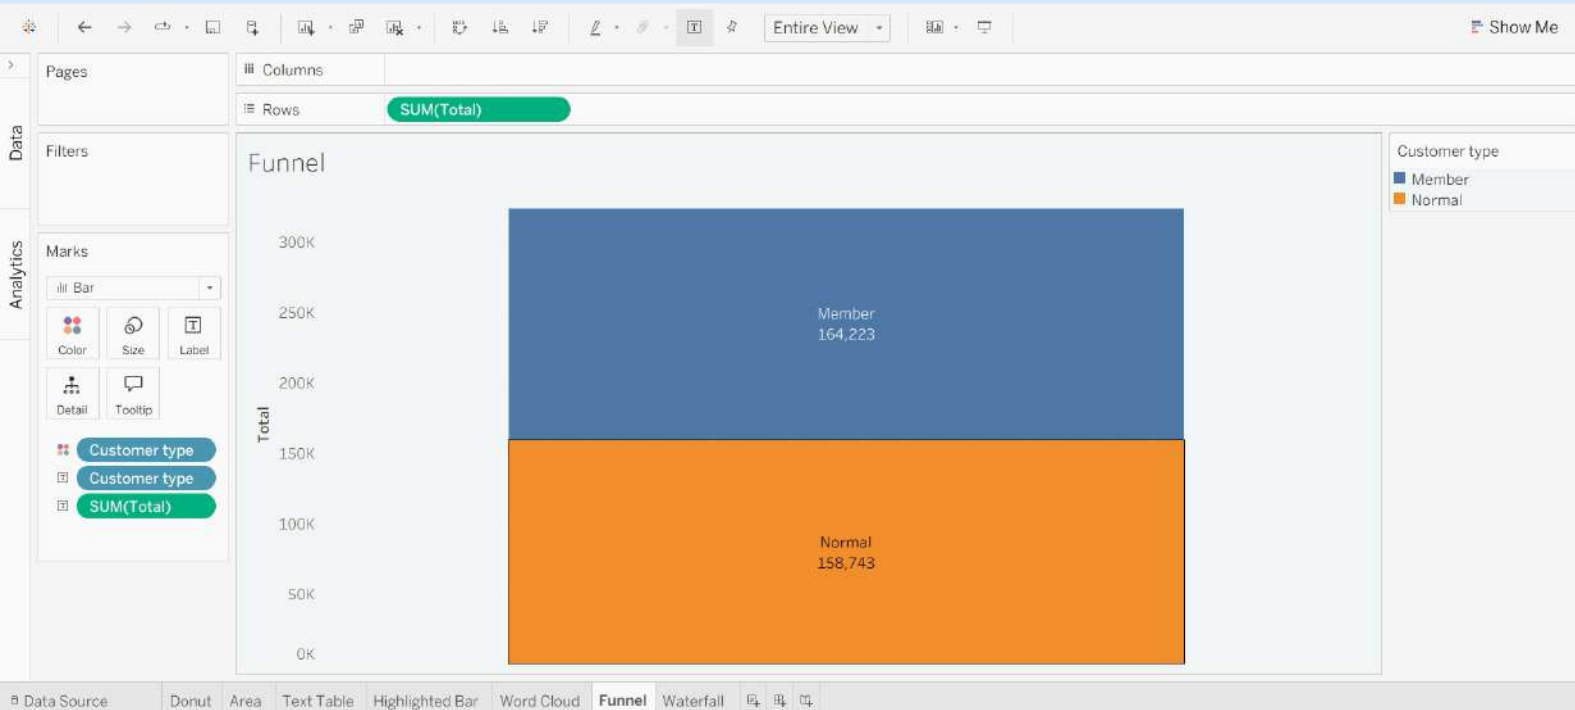 Entire View
Show Me
Pages
Columns
Rows
SUM(Total)
Data
Analytics
Filters
Marks
Bar
Color
Size
Label
Detail
Tooltip
Customer type
Customer type
SUM(Total)
Funnel
Total
300K
250K
200K
150K
100K
50K
0K
Member
164,223
Normal
158,743
Customer type
Member
Normal
Data Source
Donut
Area
Text Table
Highlighted Bar
Word Cloud
Funnel
Waterfall